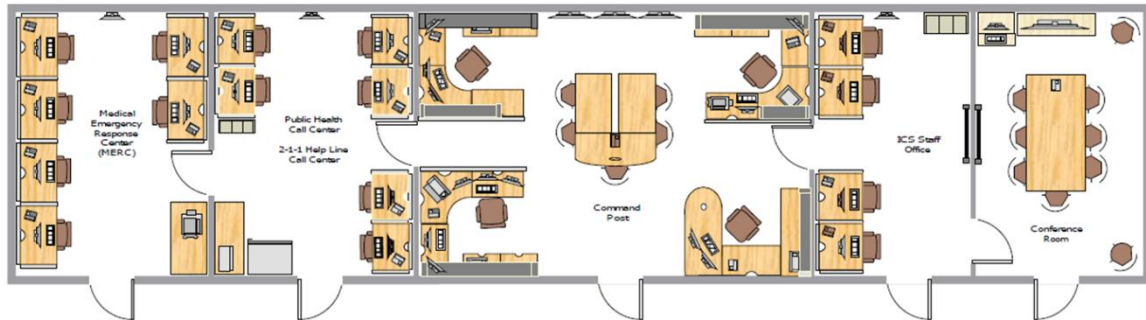 Medical
Emergency
Response
Center
(MERC)
Public Health
Call Center
2-1-1 Help Line
Call Center
Command
Post
ICS Staff
Office
Conference
Room